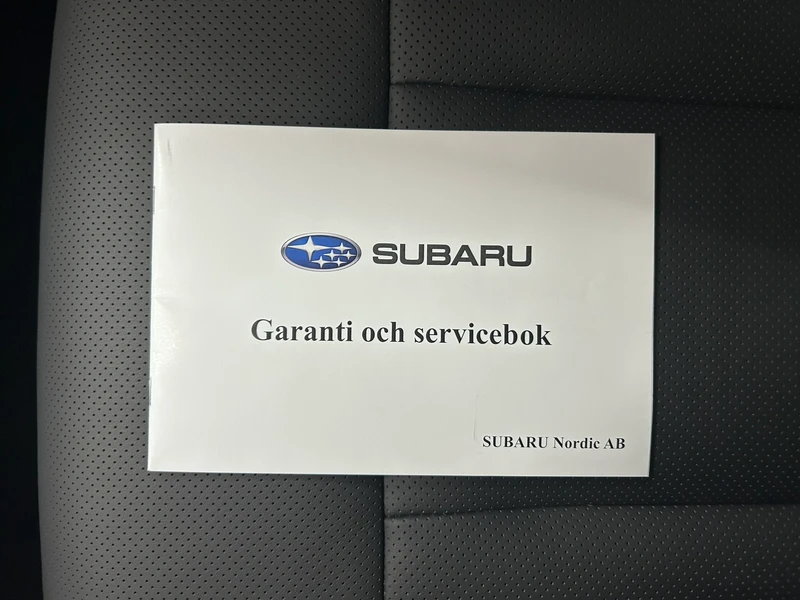 SUBARU
Garanti och servicebok
SUBARU Nordic AB